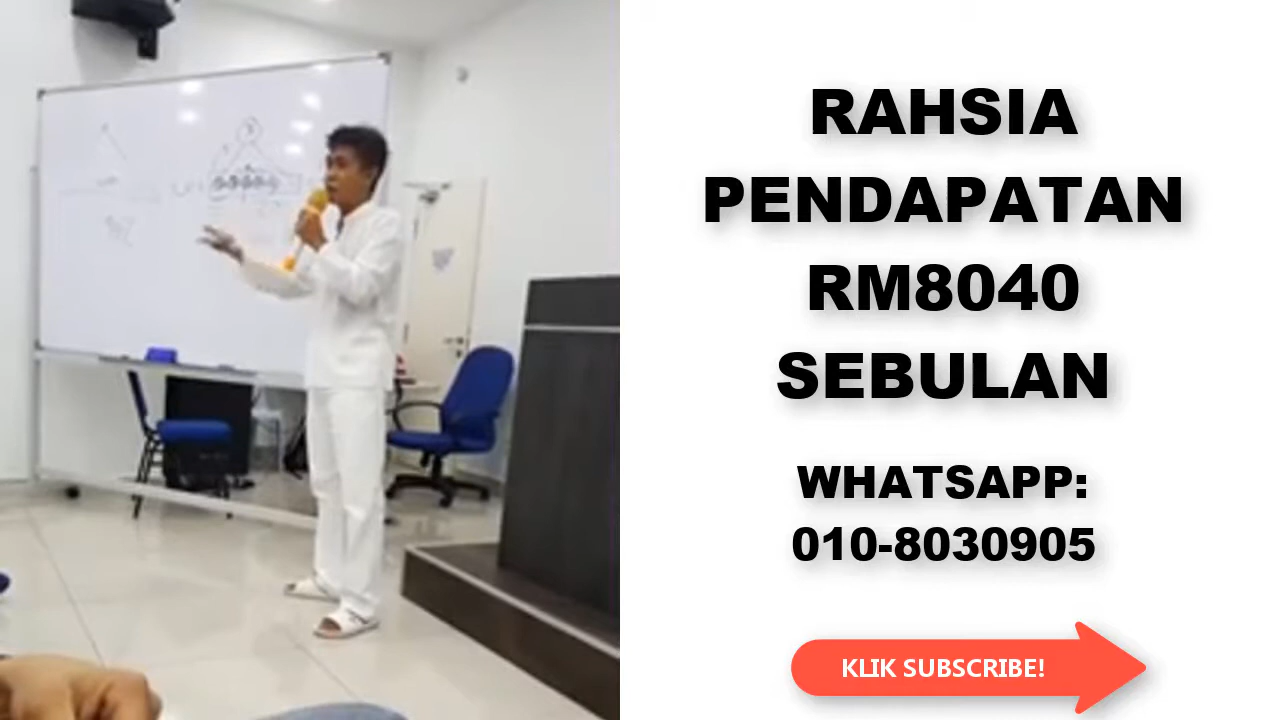 RAHSIA
PENDAPATAN
RM8040
SEBULAN
WHATSAPP:
010-8030905
KLIK SUBSCRIBE!